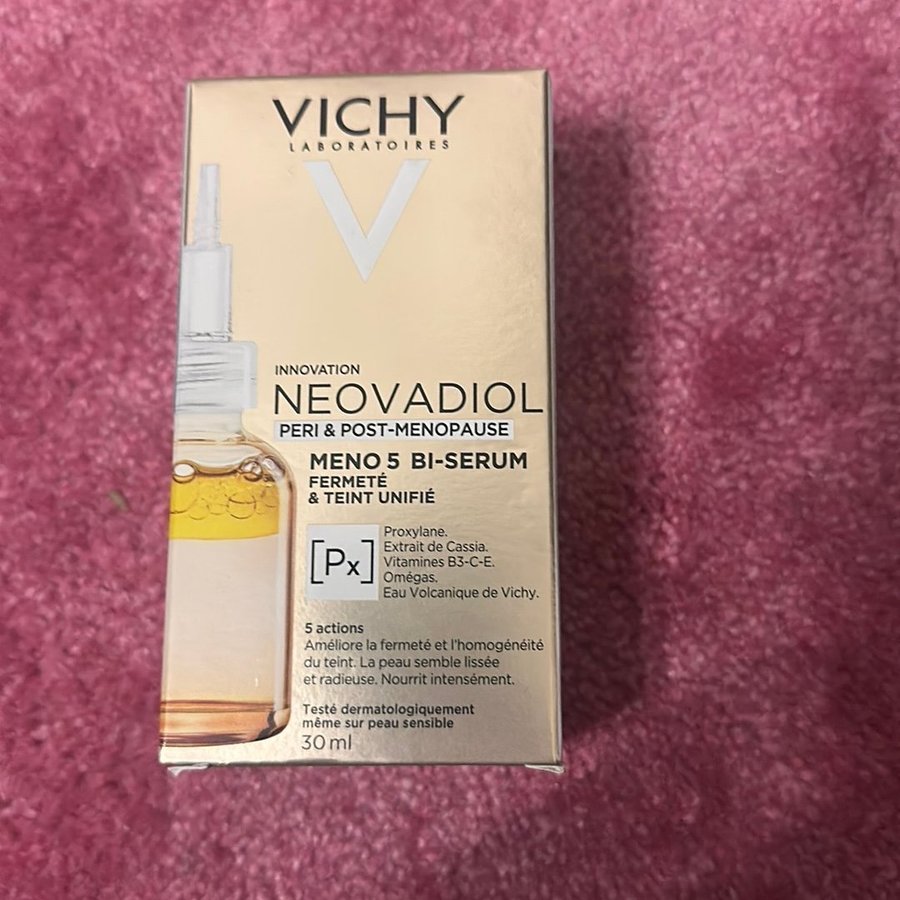 VICHY
LABORATOIRES
V
INNOVATION
NEOVADIOL
PERI & POST-MENOPAUSE
MENO 5 BI-SERUM
FERMETÉ
& TEINT UNIFIÉ
[Px]
Proxylane.
Extrait de Cassia.
Vitamines B3-C-E.
Omégas.
Eau Volcanique de Vichy.
5 actions
Améliore la fermeté et l'homogénéité
du teint. La peau semble lissée
et radieuse. Nourrit intensément.
Testé dermatologiquement
même sur peau sensible
30 ml